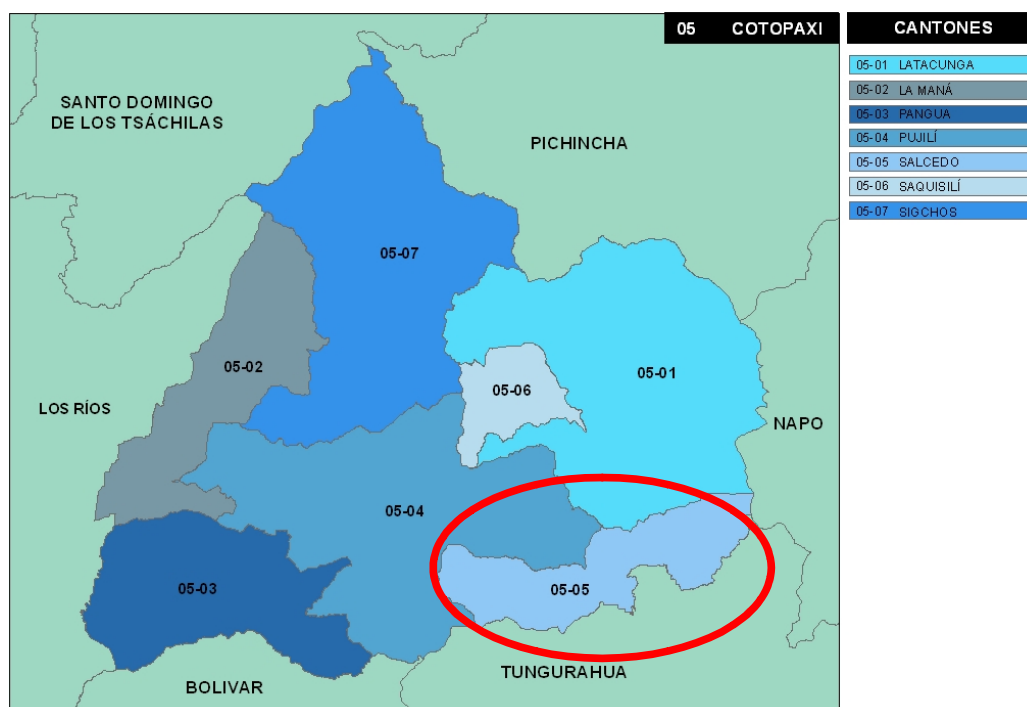 05 COTOPAXI
CANTONES
05-01 LATACUNGA
05-02 LA MANÁ
05-03 PANGUA
05-04 PUJILÍ
05-05 SALCEDO
05-06 SAQUISILÍ
05-07 SIGCHOS
SANTO DOMINGO
DE LOS TSÁCHILAS
PICHINCHA
05-07
05-02
05-06
05-01
LOS RÍOS
NAPO
05-04
05-03
05-05
TUNGURAHUA
BOLIVAR